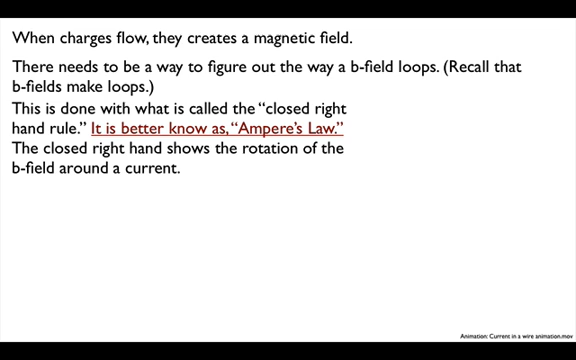 When charges flow, they creates a magnetic field.
There needs to be a way to figure out the way a b-field loops. (Recall that
b-fields make loops.)
This is done with what is called the “closed right
hand rule.” It is better know as, “Ampere’s Law.”
The closed right hand shows the rotation of the
b-field around a current.
Animation: Current in a wire animation.mov